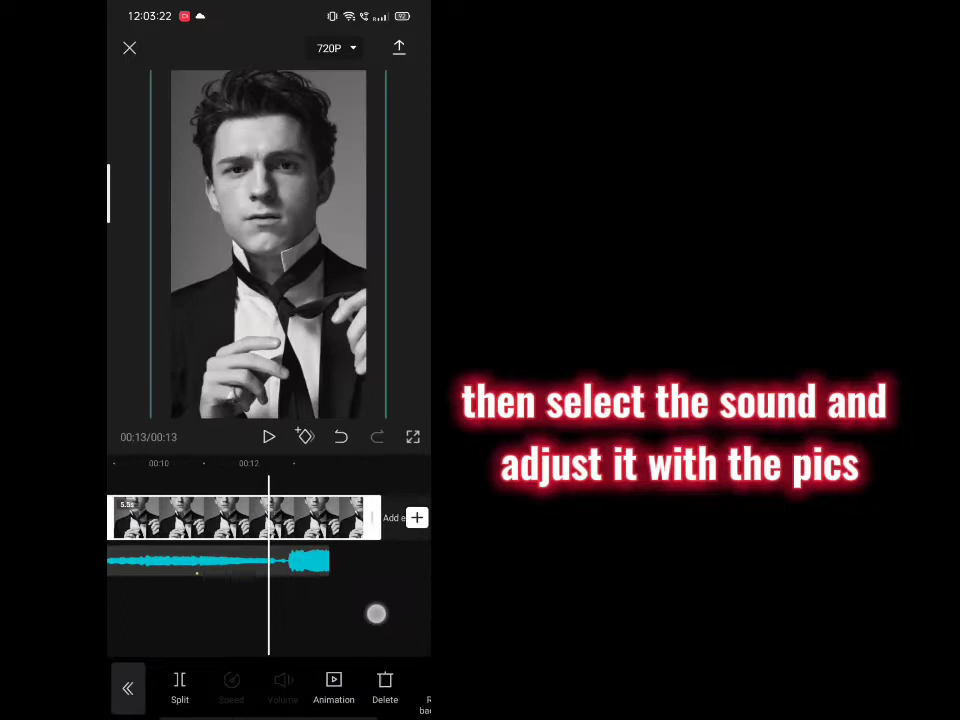 12:03:22
92
720P
then select the sound and
adjust it with the pics
00:13/00:13
00:10
00:12
5.5s
Add e
Split
Speed
Volume
Animation
Delete